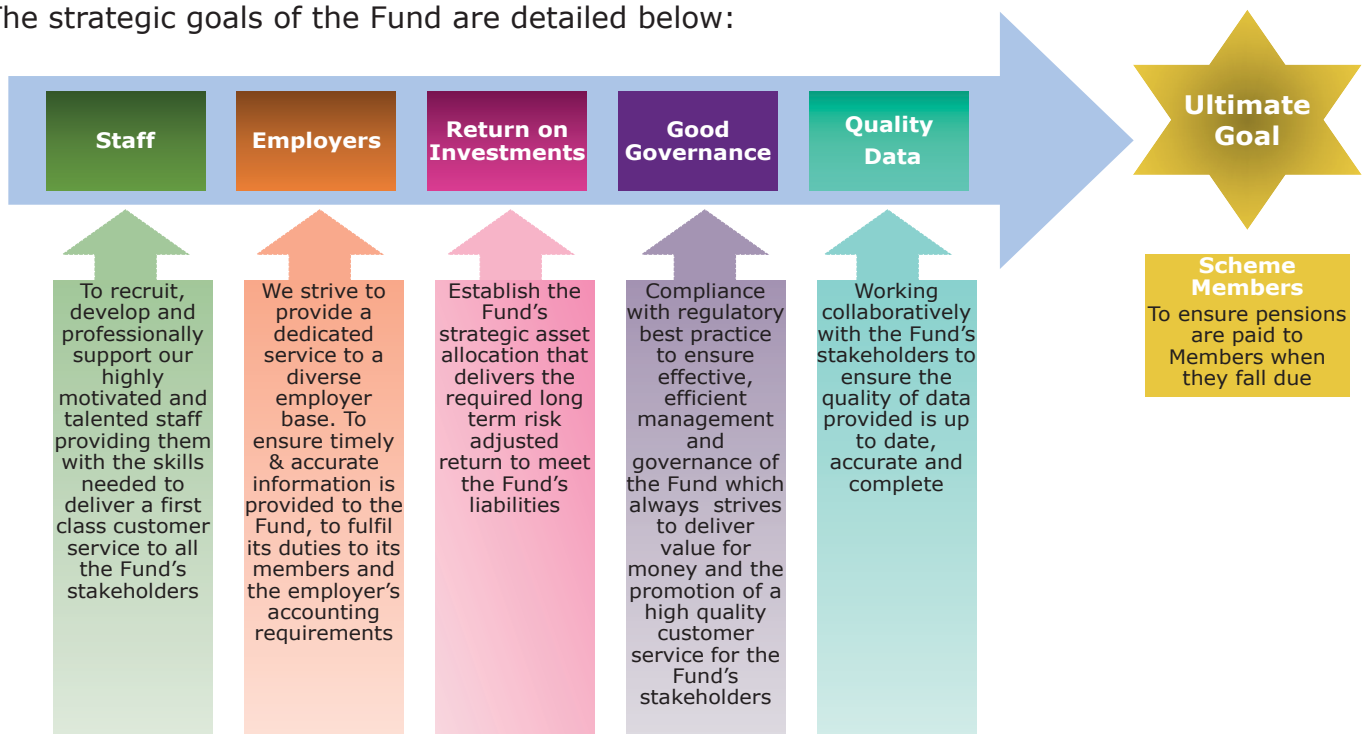 The strategic goals of the Fund are detailed below:
Staff
Employers
Return on
Investments
Good
Governance
Quality
Data
Ultimate
Goal
To recruit,
develop and
professionally
support our
highly
motivated and
talented staff
providing them
with the skills
needed to
deliver a first
class customer
service to all
the Fund's
stakeholders
We strive to
provide a
dedicated
service to a
diverse
employer
base. To
ensure timely
& accurate
information is
provided to the
Fund, to fulfil
its duties to its
members and
the employer's
accounting
requirements
Establish the
Fund's
strategic asset
allocation that
delivers the
required long
term risk
adjusted
return to meet
the Fund's
liabilities
Compliance
with regulatory
best practice
to ensure
effective,
efficient
management
and
governance of
the Fund which
always strives
to deliver
value for
money and the
promotion of a
high quality
customer
service for the
Fund's
stakeholders
Working
collaboratively
with the Fund's
stakeholders to
ensure the
quality of data
provided is up
to date,
accurate and
complete
Scheme
Members
To ensure pensions
are paid to
Members when
they fall due